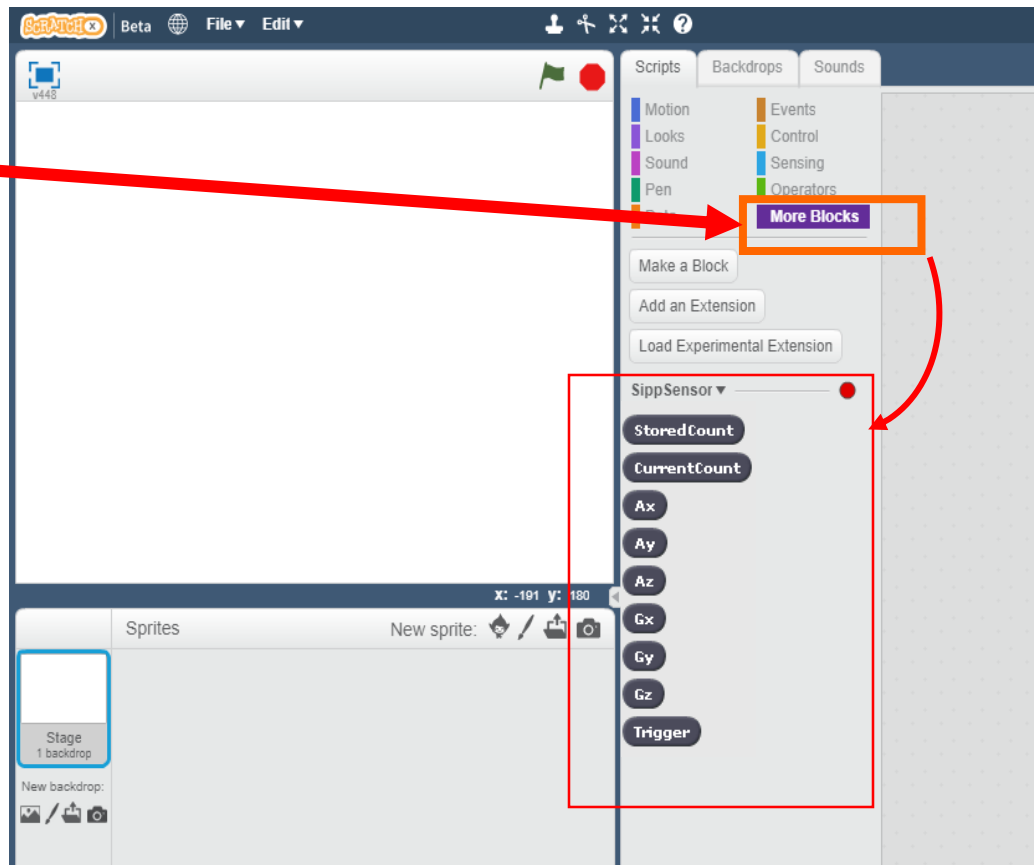 SCRATCHX Beta File▾ Edit▾
v448
Scripts Backdrops Sounds
Motion Events
Looks Control
Sound Sensing
Pen Operators
More Blocks
Make a Block
Add an Extension
Load Experimental Extension
SippSensor▾
StoredCount
CurrentCount
Ax
Ay
Az
Gx
Gy
Gz
Trigger
X: -191 y: 180
Sprites New sprite:
Stage
1 backdrop
New backdrop: